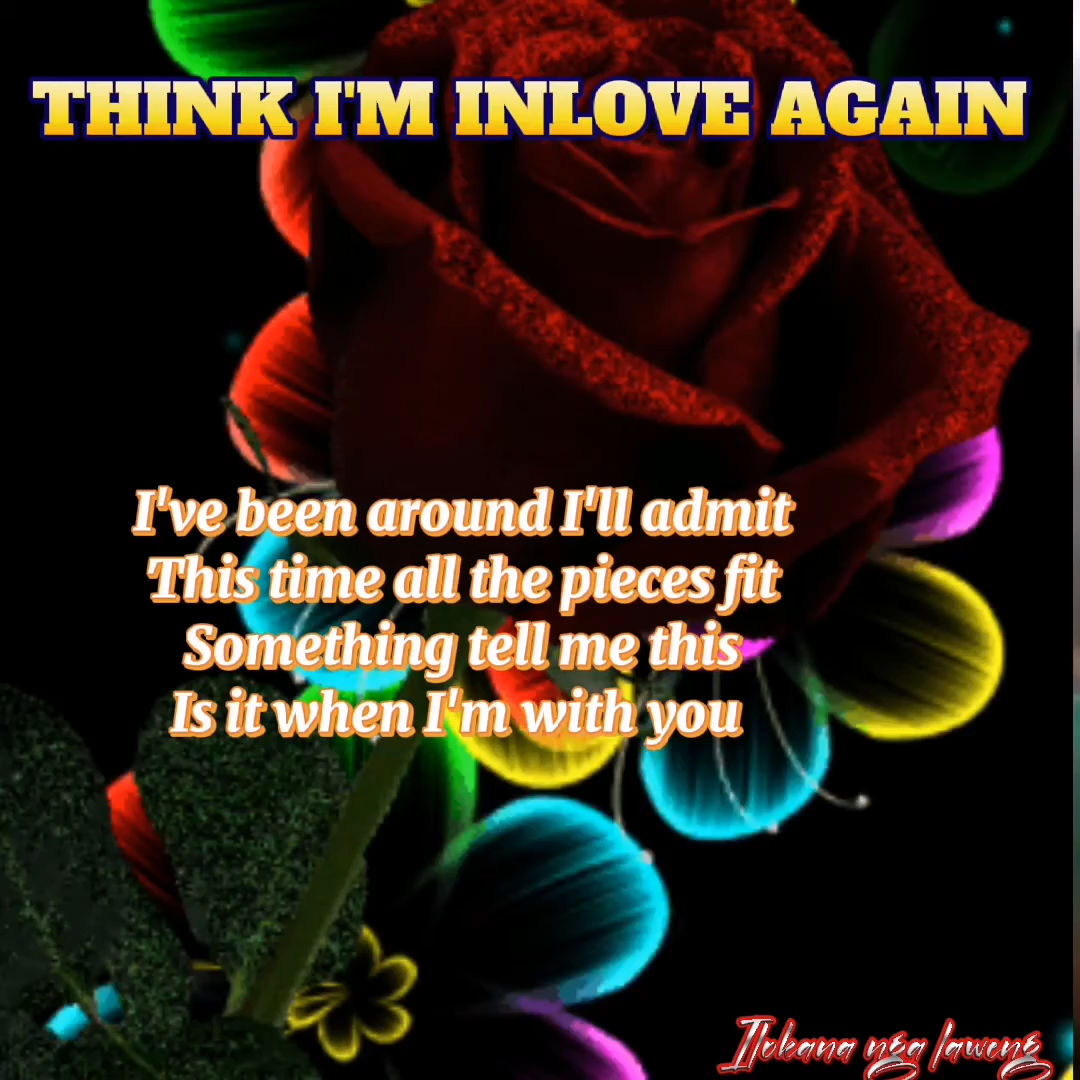 THINK I'M INLOVE AGAIN
I've been around I'll admit
This time all the pieces fit
Something tell me this
Is it when I'm with you
Ilokana nga laweng